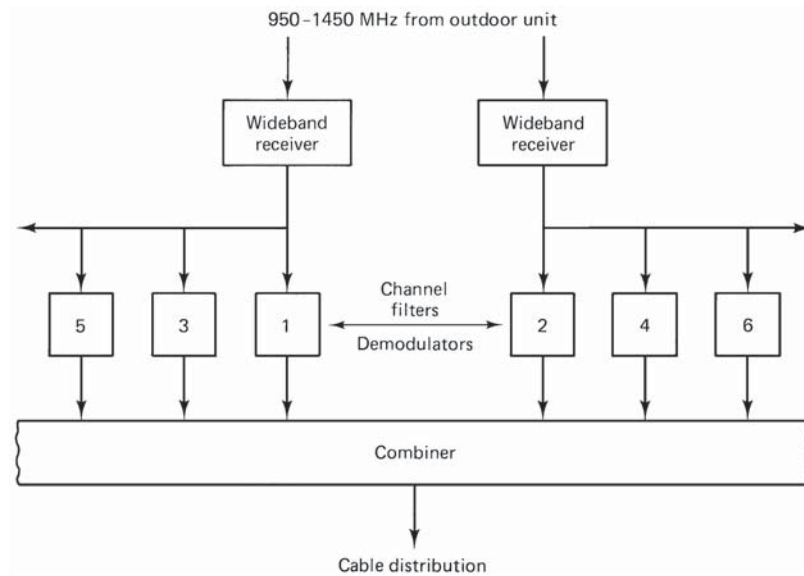 950–1450 MHz from outdoor unit
Wideband
receiver
Wideband
receiver
Channel
filters
5
3
1
2
4
6
Demodulators
Combiner
Cable distribution